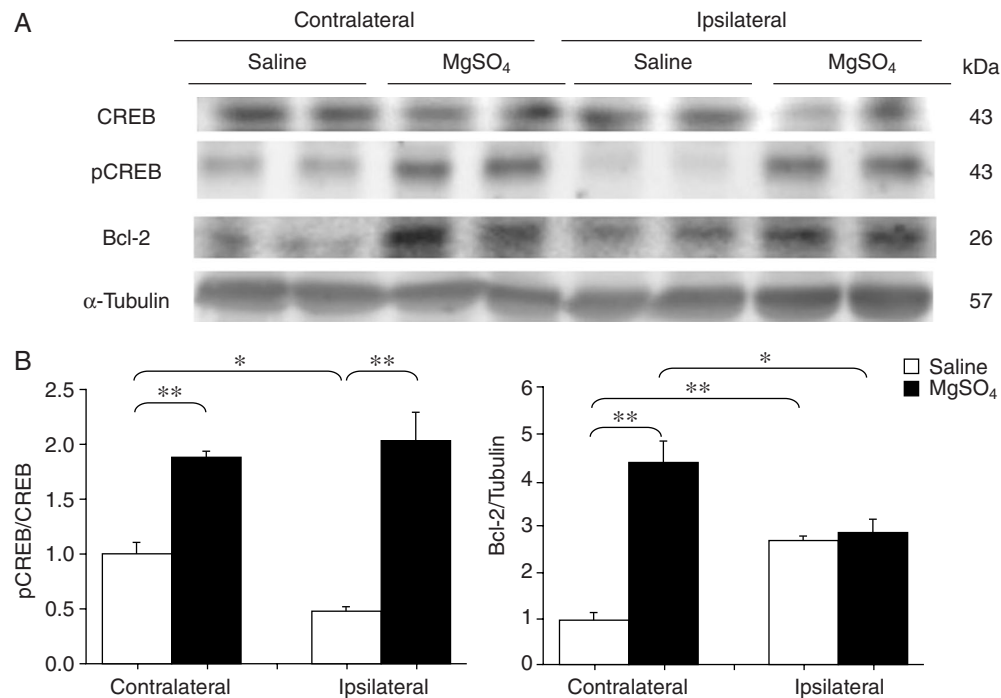 A
Contralateral Ipsilateral
Saline MgSO₄ Saline MgSO₄ kDa
CREB 43
pCREB 43
Bcl-2 26
α-Tubulin 57
B
Saline
MgSO₄
pCREB/CREB
2.5
2.0
1.5
1.0
0.5
0.0
* ** **
Contralateral Ipsilateral
Bcl-2/Tubulin
6
5
4
3
2
1
0
* ** **
Contralateral Ipsilateral